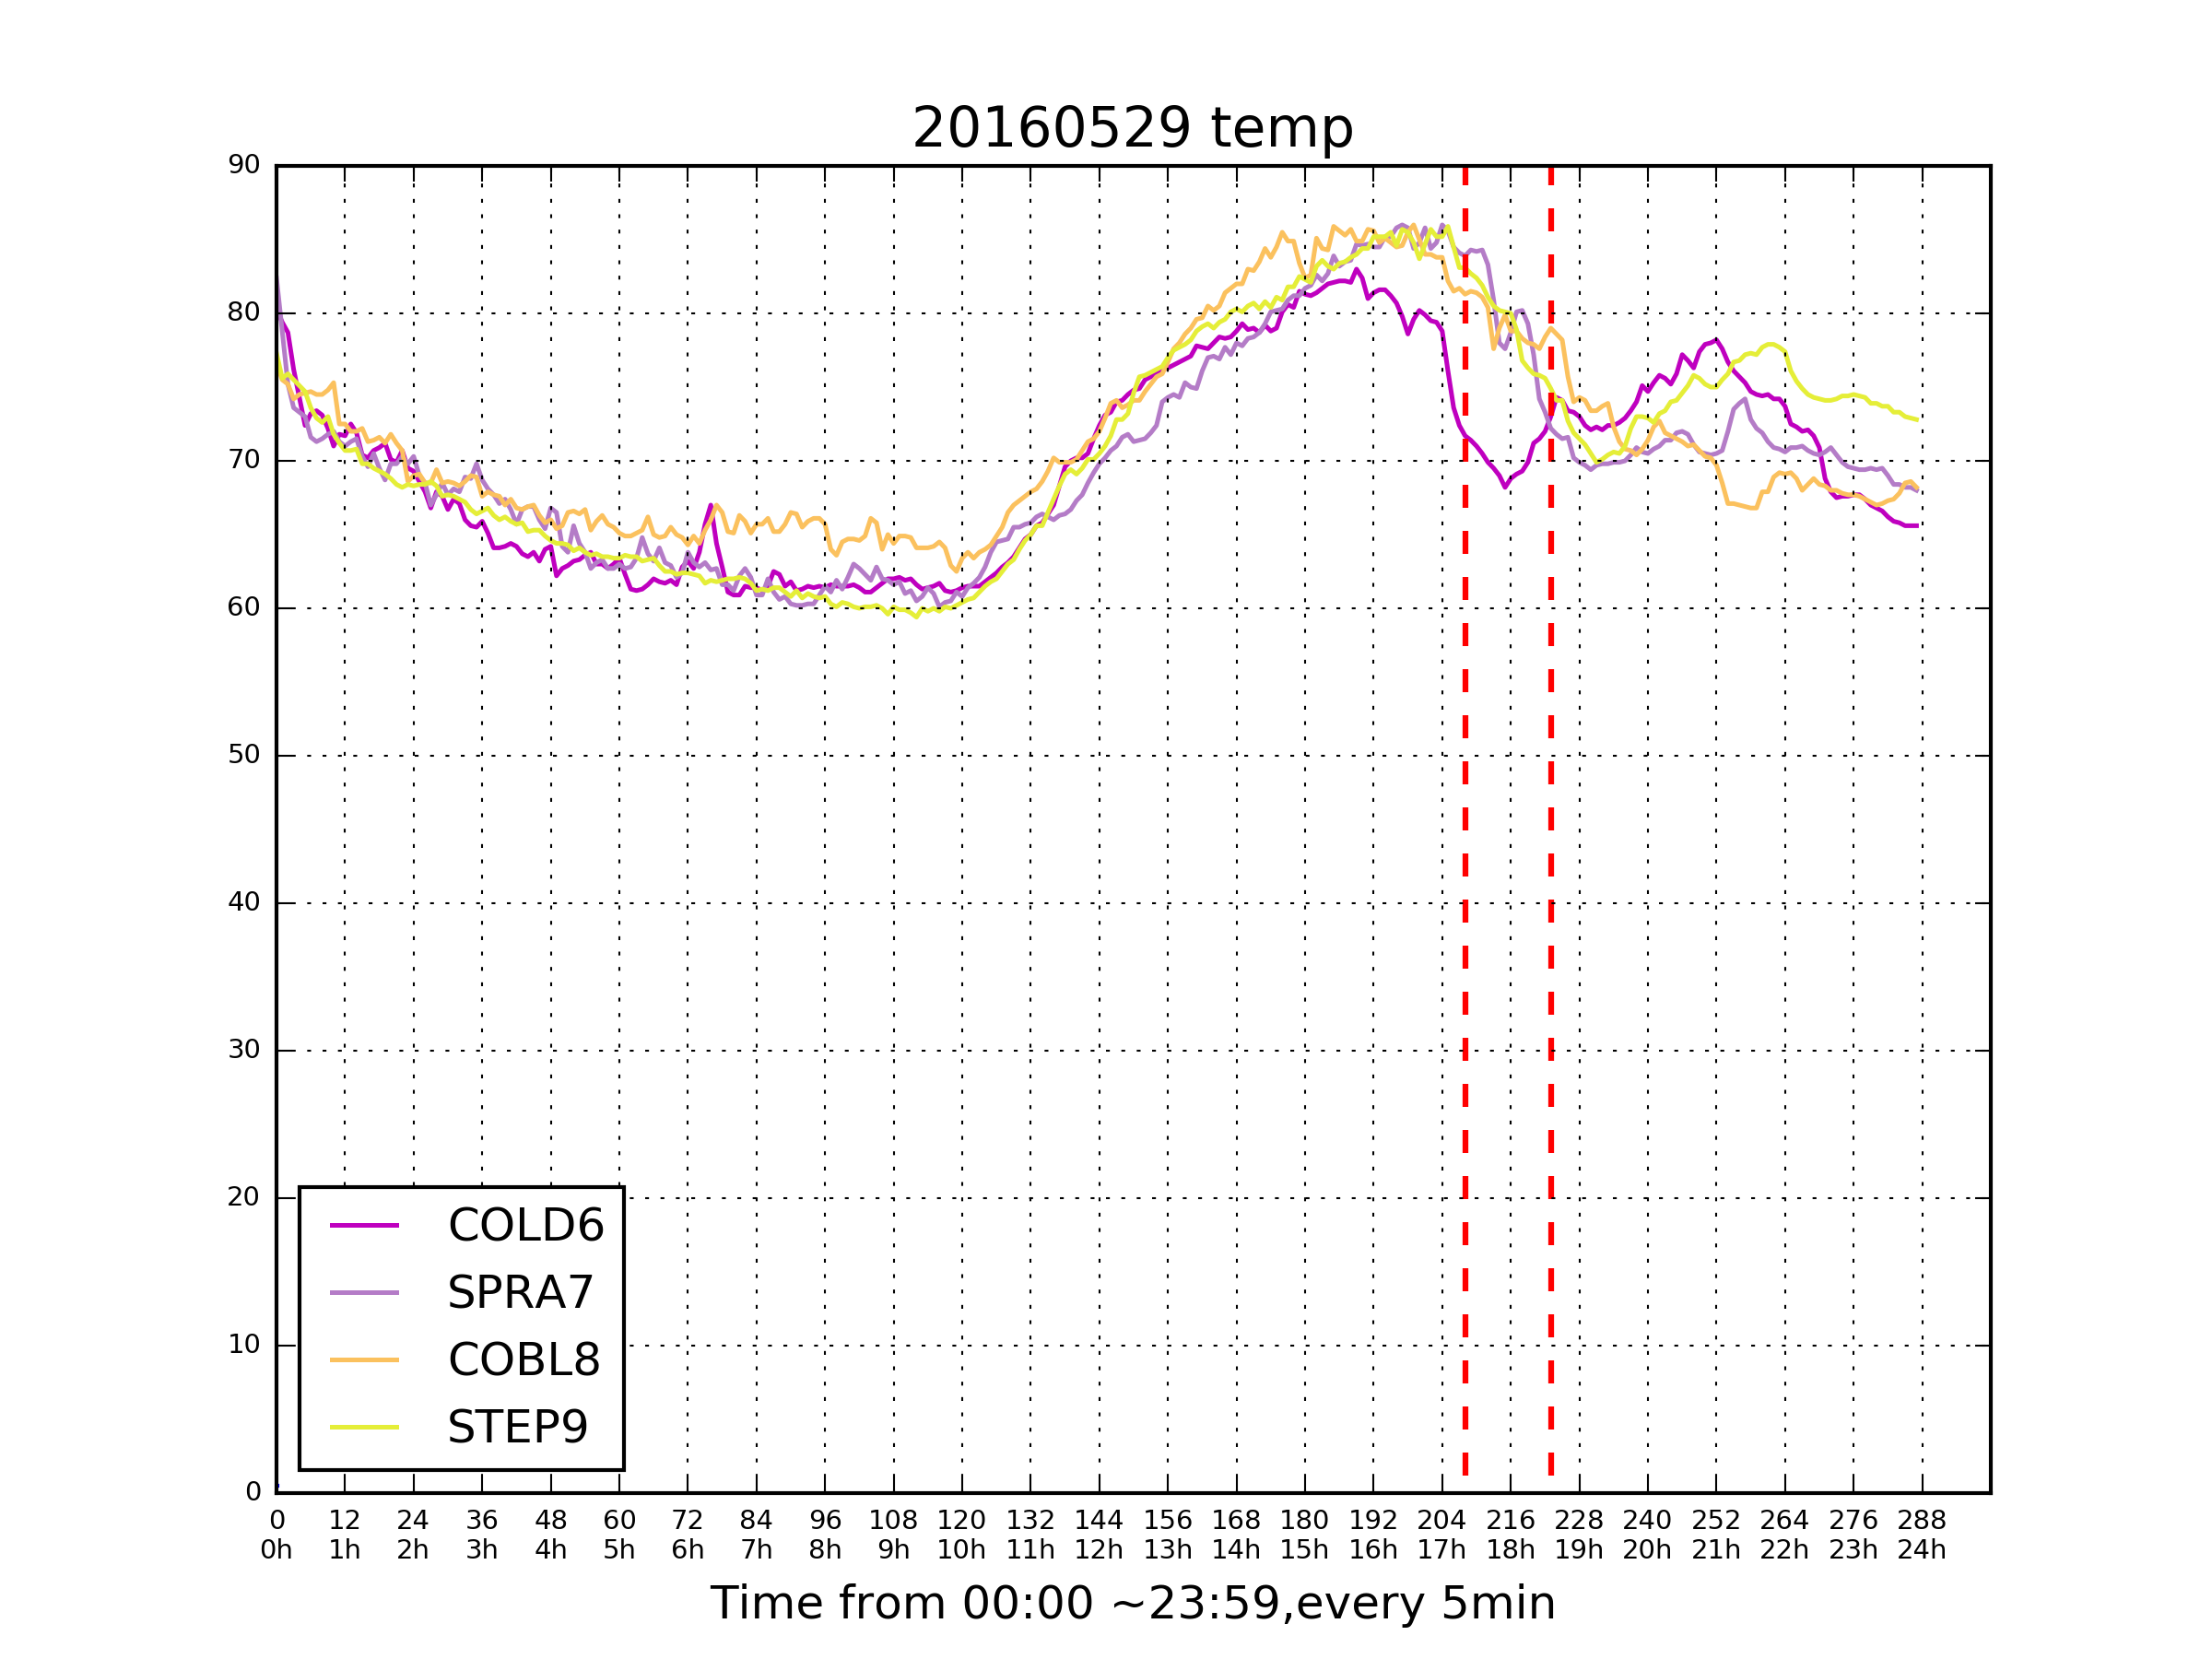 20160529 temp
90
80
70
60
50
40
30
20
10
0
COLD6
SPRA7
COBL8
STEP9
0 12 24 36 48 60 72 84 96 108 120 132 144 156 168 180 192 204 216 228 240 252 264 276 288
0h 1h 2h 3h 4h 5h 6h 7h 8h 9h 10h 11h 12h 13h 14h 15h 16h 17h 18h 19h 20h 21h 22h 23h 24h
Time from 00:00 ~23:59,every 5min